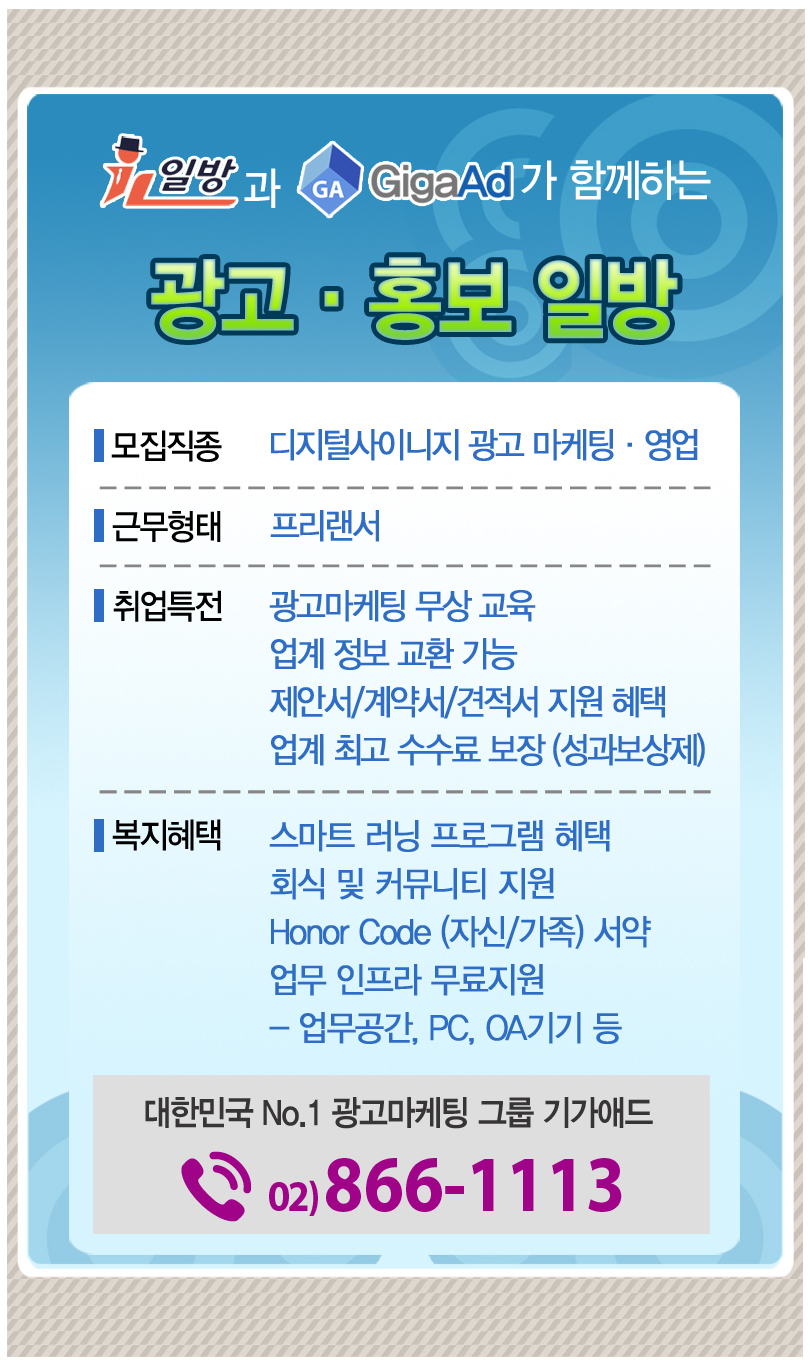 일방과 GA GigaAd가 함께하는
광고·홍보 일방
모집직종 디지털사이니지 광고 마케팅·영업
근무형태 프리랜서
취업특전 광고마케팅 무상 교육
업계 정보 교환 가능
제안서/계약서/견적서 지원 혜택
업계 최고 수수료 보장 (성과보상제)
복지혜택 스마트 러닝 프로그램 혜택
회식 및 커뮤니티 지원
Honor Code (자신/가족) 서약
업무 인프라 무료지원
- 업무공간, PC, OA기기 등
대한민국 No.1 광고마케팅 그룹 기가애드
02)866-1113